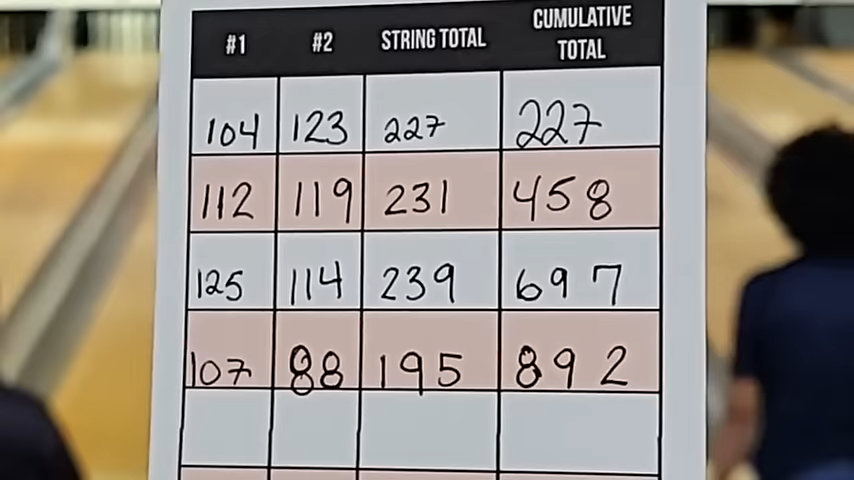 #1 #2 STRING TOTAL CUMULATIVE TOTAL
104 123 227 227
112 119 231 458
125 114 239 697
107 88 195 892